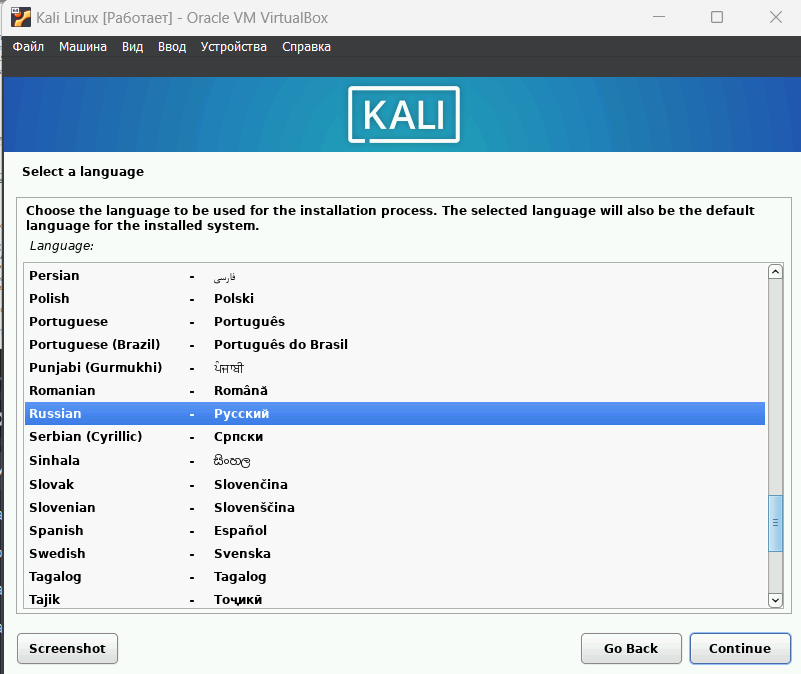 Kali Linux [Работает] - Oracle VM VirtualBox
Файл Машина Вид Ввод Устройства Справка
KALI
Select a language
Choose the language to be used for the installation process. The selected language will also be the default
language for the installed system.
Language:
Persian - فارسی
Polish - Polski
Portuguese - Português
Portuguese (Brazil) - Português do Brasil
Punjabi (Gurmukhi) - ਪੰਜਾਬੀ
Romanian - Română
Russian - Русский
Serbian (Cyrillic) - Српски
Sinhala - සිංහල
Slovak - Slovenčina
Slovenian - Slovenščina
Spanish - Español
Swedish - Svenska
Tagalog - Tagalog
Tajik - Тоҷикӣ
Screenshot Go Back Continue